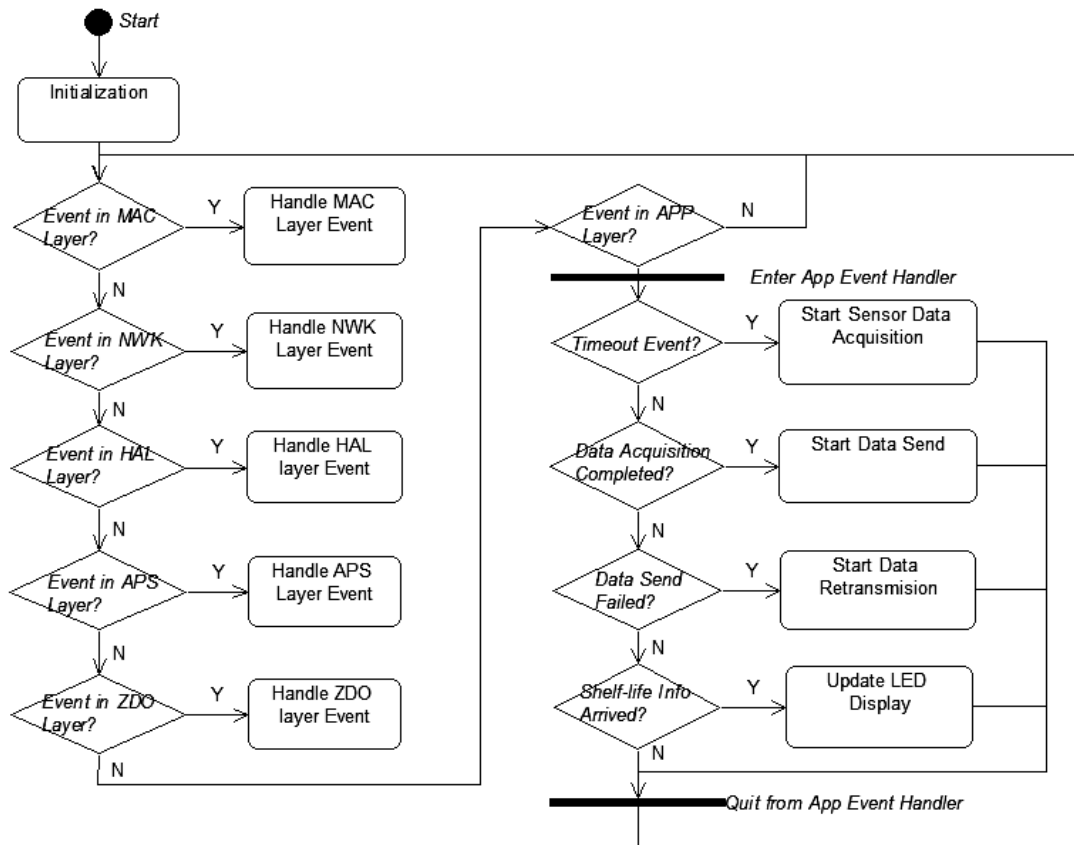 Start
Initialization
Event in MAC
Layer?
Y
Handle MAC
Layer Event
N
Event in NWK
Layer?
Y
Handle NWK
Layer Event
N
Event in HAL
Layer?
Y
Handle HAL
layer Event
N
Event in APS
Layer?
Y
Handle APS
Layer Event
N
Event in ZDO
Layer?
Y
Handle ZDO
layer Event
N
Event in APP
Layer?
N
Enter App Event Handler
Timeout Event?
Y
Start Sensor Data
Acquisition
N
Data Acquisition
Completed?
Y
Start Data Send
N
Data Send
Failed?
Y
Start Data
Retransmision
N
Shelf-life Info
Arrived?
Y
Update LED
Display
N
Quit from App Event Handler